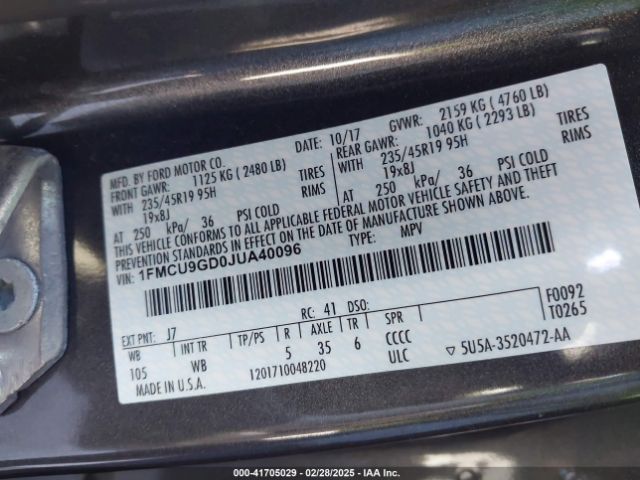 MFD. BY FORD MOTOR CO. DATE: 10/17 GVWR: 2159 KG ( 4760 LB)
FRONT GAWR: 1125 KG ( 2480 LB) REAR GAWR: 1040 KG ( 2293 LB)
WITH 235/45R19 95H TIRES WITH 235/45R19 95H TIRES
19x8J RIMS 19x8J RIMS
AT 250 kPa/ 36 PSI COLD AT 250 kPa/ 36 PSI COLD
THIS VEHICLE CONFORMS TO ALL APPLICABLE FEDERAL MOTOR VEHICLE SAFETY AND THEFT
PREVENTION STANDARDS IN EFFECT ON THE DATE OF MANUFACTURE SHOWN ABOVE.
VIN: 1FMCU9GD0JUA40096 TYPE: MPV
EXT PNT: J7 RC: 41 DSO: F0092
WB INT TR TP/PS R AXLE TR SPR T0265
105 WB 5 35 6 CCCC
MADE IN U.S.A. 1201710048220 ULC ▽ 5U5A-3520472-AA
000-41705029 - 02/28/2025 - IAA Inc.